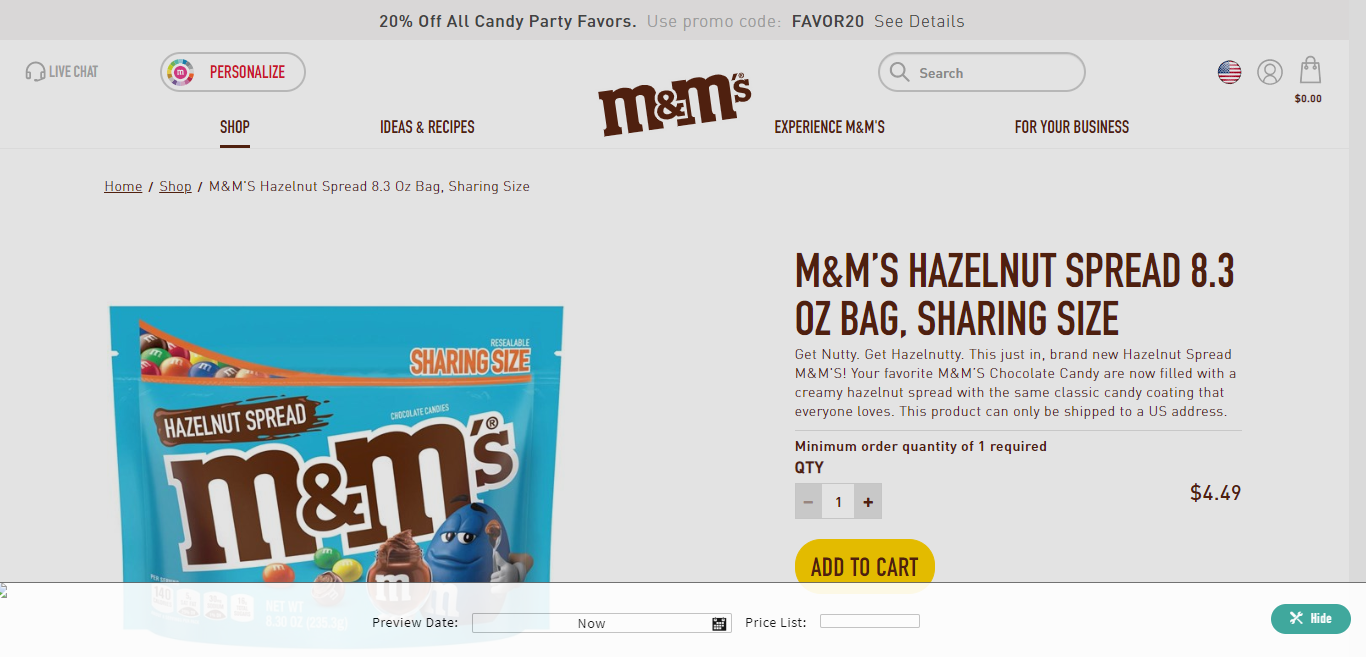 20% Off All Candy Party Favors. Use promo code: FAVOR20 See Details
LIVE CHAT
PERSONALIZE
m&m's®
Search
$0.00
SHOP
IDEAS & RECIPES
EXPERIENCE M&M'S
FOR YOUR BUSINESS
Home / Shop / M&M'S Hazelnut Spread 8.3 Oz Bag, Sharing Size
M&M'S HAZELNUT SPREAD 8.3
OZ BAG, SHARING SIZE
Get Nutty. Get Hazelnutty. This just in, brand new Hazelnut Spread
M&M'S! Your favorite M&M'S Chocolate Candy are now filled with a
creamy hazelnut spread with the same classic candy coating that
everyone loves. This product can only be shipped to a US address.
Minimum order quantity of 1 required
QTY
− 1 +
$4.49
ADD TO CART
RESEALABLE
SHARING SIZE
HAZELNUT SPREAD
CHOCOLATE CANDIES
m&m's®
m
NET WT
Preview Date:
Now
Price List:
Hide